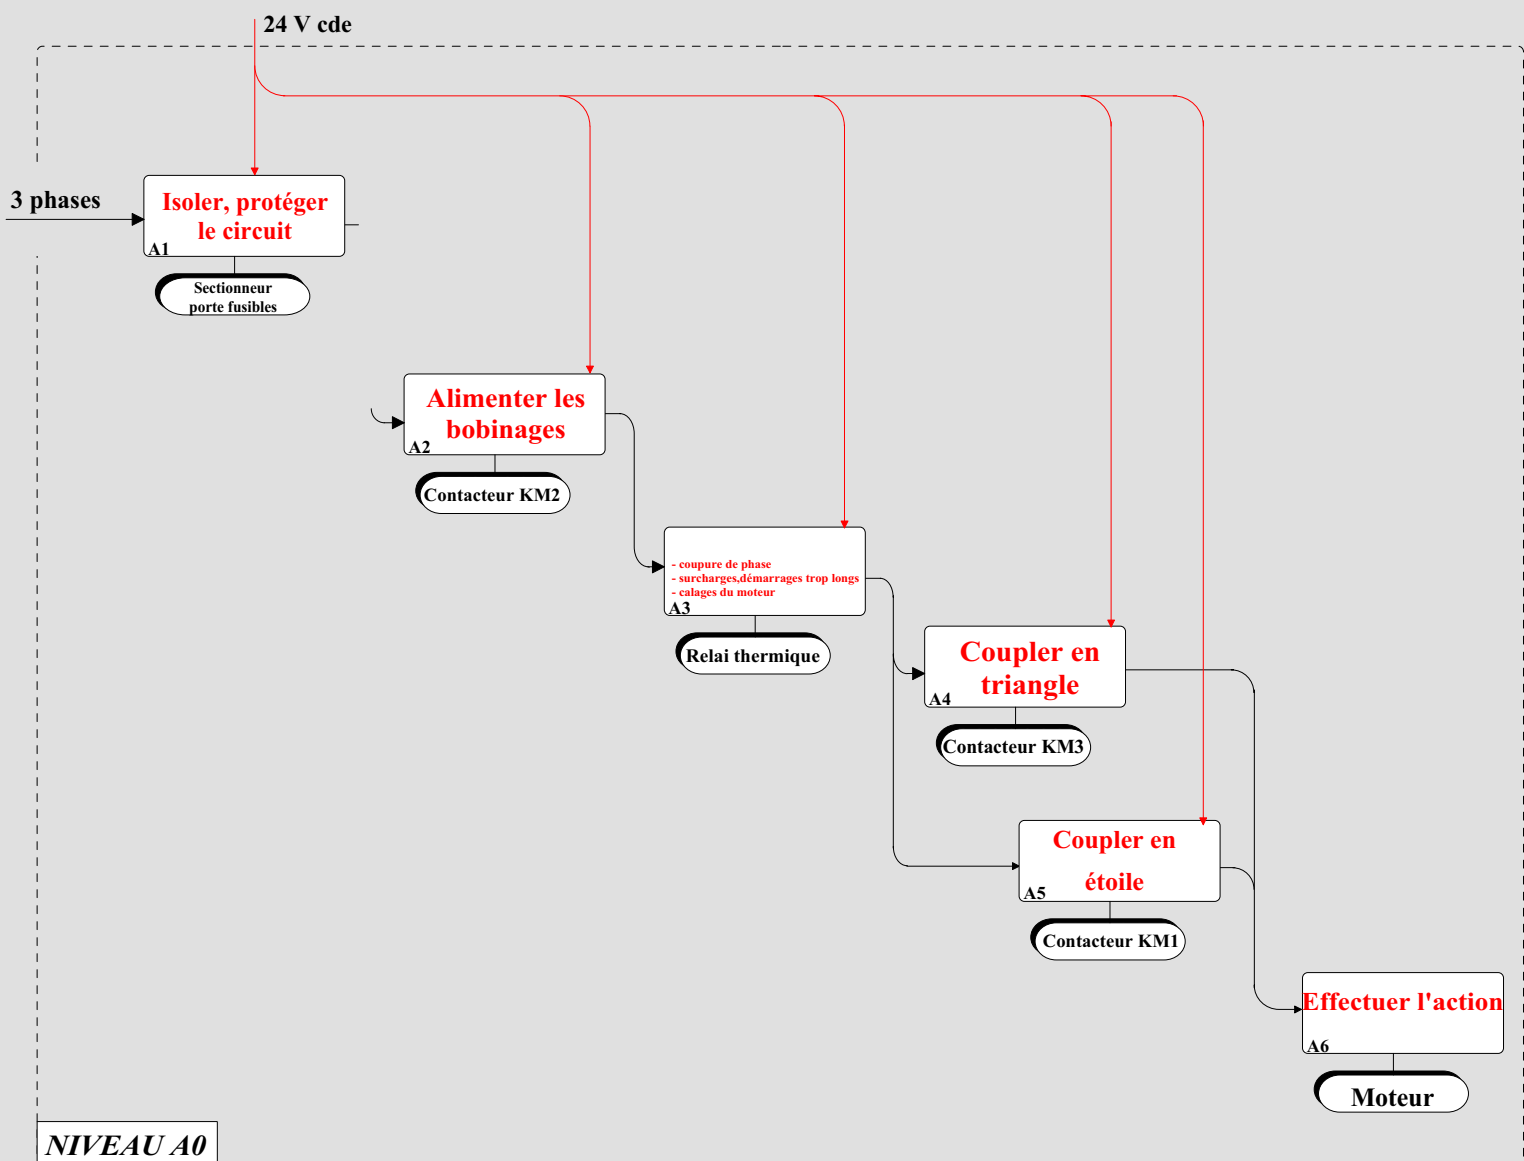 24 V cde
3 phases
Isoler, protéger
le circuit
A1
Sectionneur
porte fusibles
Alimenter les
bobinages
A2
Contacteur KM2
- coupure de phase
- surcharges,démarrages trop longs
- calages du moteur
A3
Relai thermique
Coupler en
triangle
A4
Contacteur KM3
Coupler en
étoile
A5
Contacteur KM1
Effectuer l'action
A6
Moteur
NIVEAU A0